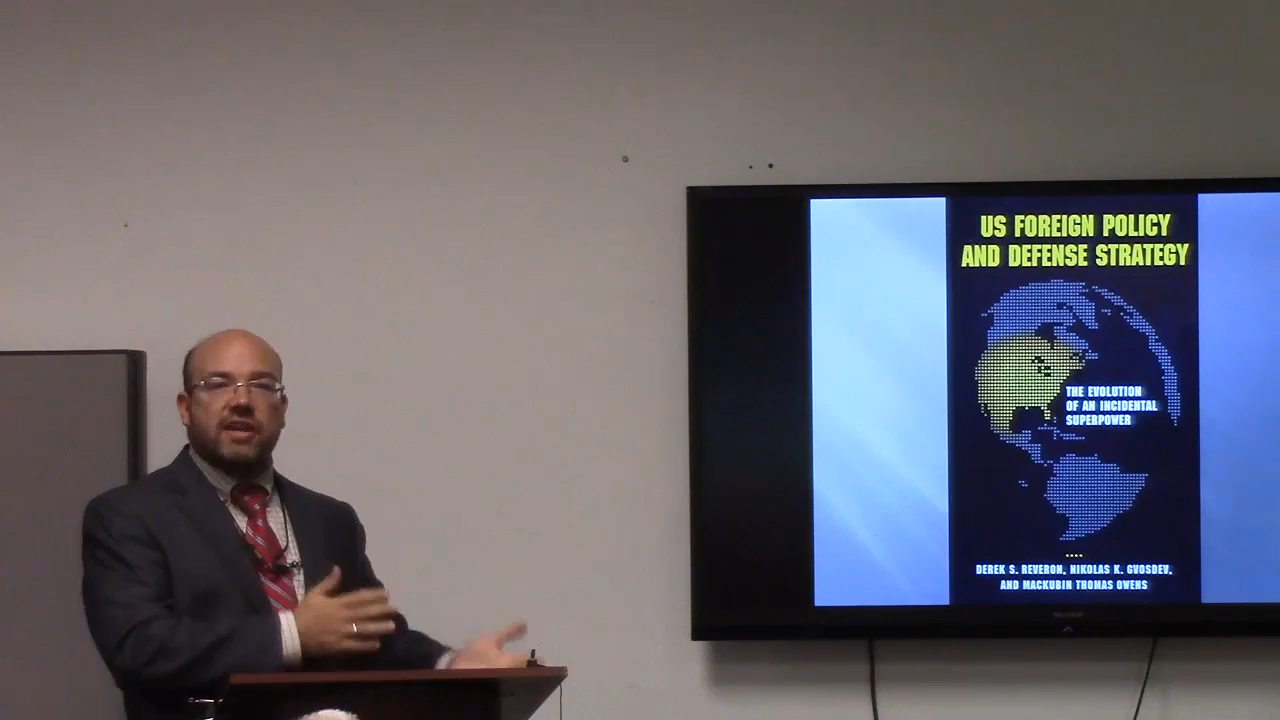 US FOREIGN POLICY
AND DEFENSE STRATEGY
THE EVOLUTION
OF AN INCIDENTAL
SUPERPOWER
DEREK S. REVERON, NIKOLAS K. GVOSDEV,
AND MACKUBIN THOMAS OWENS